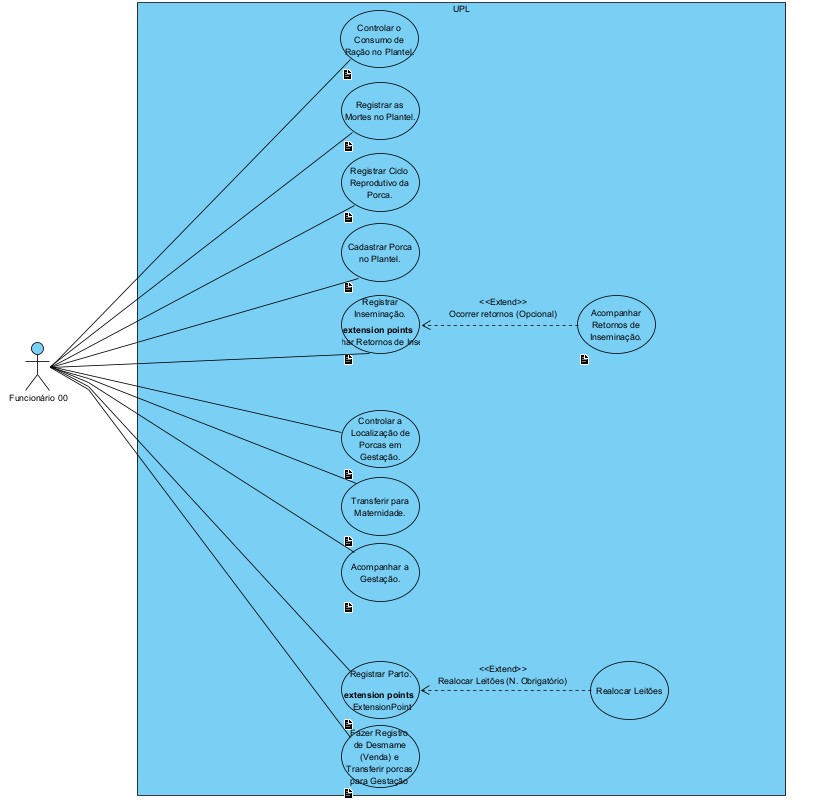 UPL
Controlar o
Consumo de
Ração no Plantel.
Registrar as
Mortes no Plantel.
Registrar Ciclo
Reprodutivo da
Porca.
Cadastrar Porca
no Plantel.
Registrar
Inseminação.
extension points
Retornos de
<<Extend>>
Ocorrer retornos (Opcional)
Acompanhar
Retornos de
Inseminação.
Funcionário 00
Controlar a
Localização de
Porcas em
Gestação.
Transferir para
Maternidade.
Acompanhar a
Gestação.
Registrar Parto.
extension points
ExtensionPoint
<<Extend>>
Realocar Leitões (N. Obrigatório)
Realocar Leitões
Fazer Registro
de Desmame
(Venda) e
Transferir porcas
para Gestação